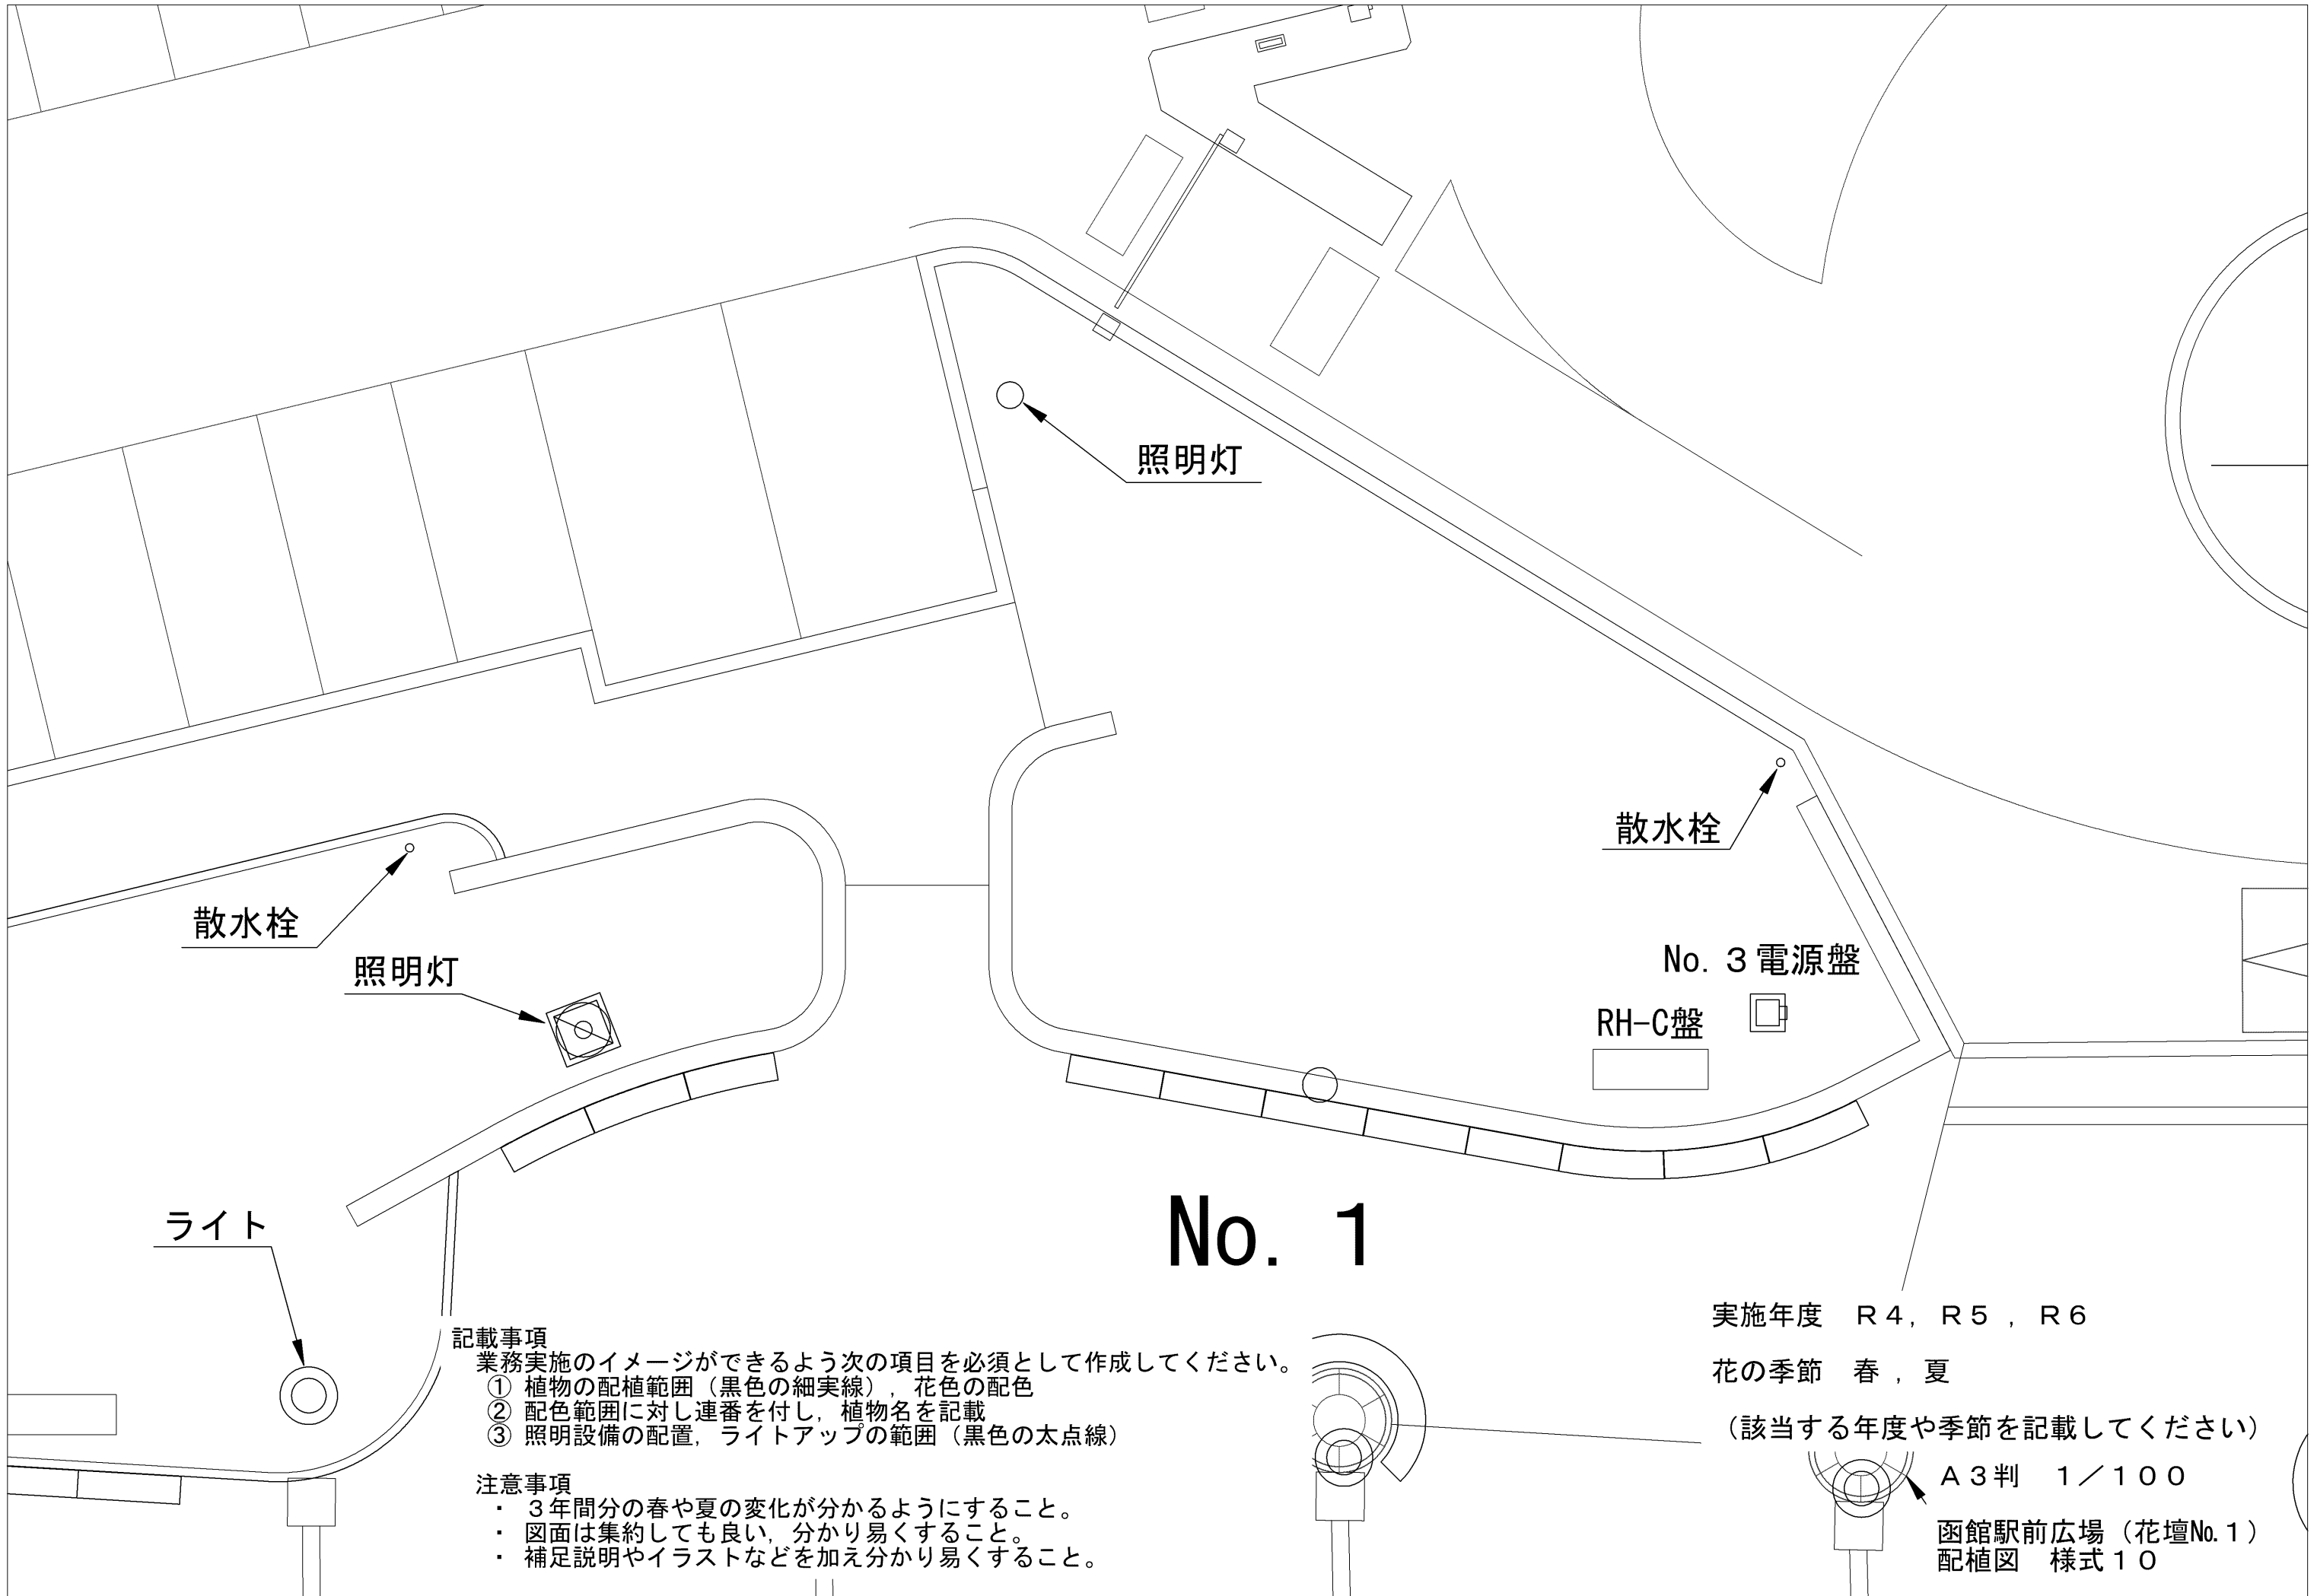 照明灯
散水栓
散水栓
照明灯
No.３電源盤
RH-C盤
No.１
ライト
記載事項
業務実施のイメージができるよう次の項目を必須として作成してください。
① 植物の配植範囲（黒色の細実線），花色の配色
② 配色範囲に対し連番を付し，植物名を記載
③ 照明設備の配置，ライトアップの範囲（黒色の太点線）
注意事項
・ ３年間分の春や夏の変化が分かるようにすること。
・ 図面は集約しても良い，分かり易くすること。
・ 補足説明やイラストなどを加え分かり易くすること。
実施年度　Ｒ４，Ｒ５，Ｒ６
花の季節　春，夏
（該当する年度や季節を記載してください）
Ａ３判　１／１００
函館駅前広場（花壇№１）
配植図　様式１０